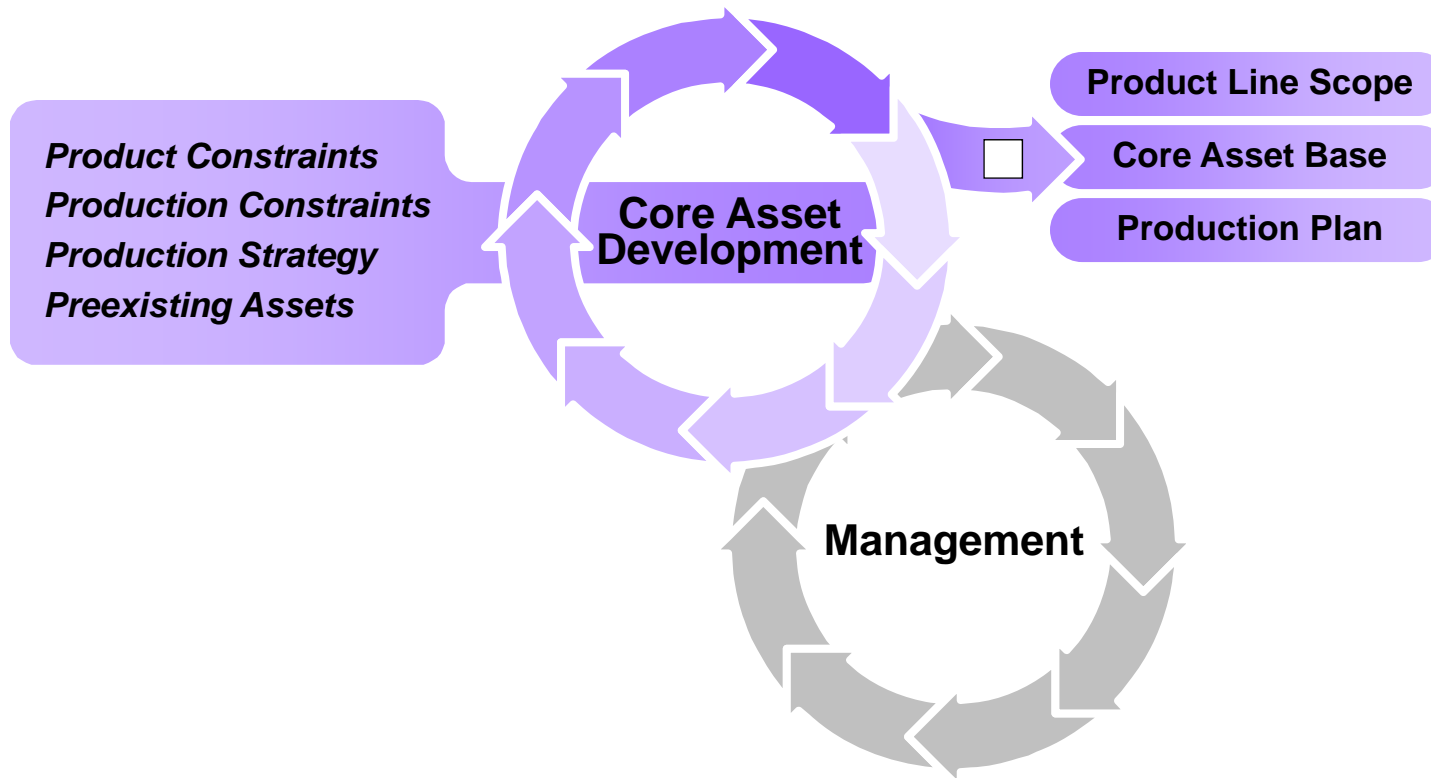 Product Constraints
Production Constraints
Production Strategy
Preexisting Assets
Core Asset
Development
Product Line Scope
Core Asset Base
Production Plan
Management